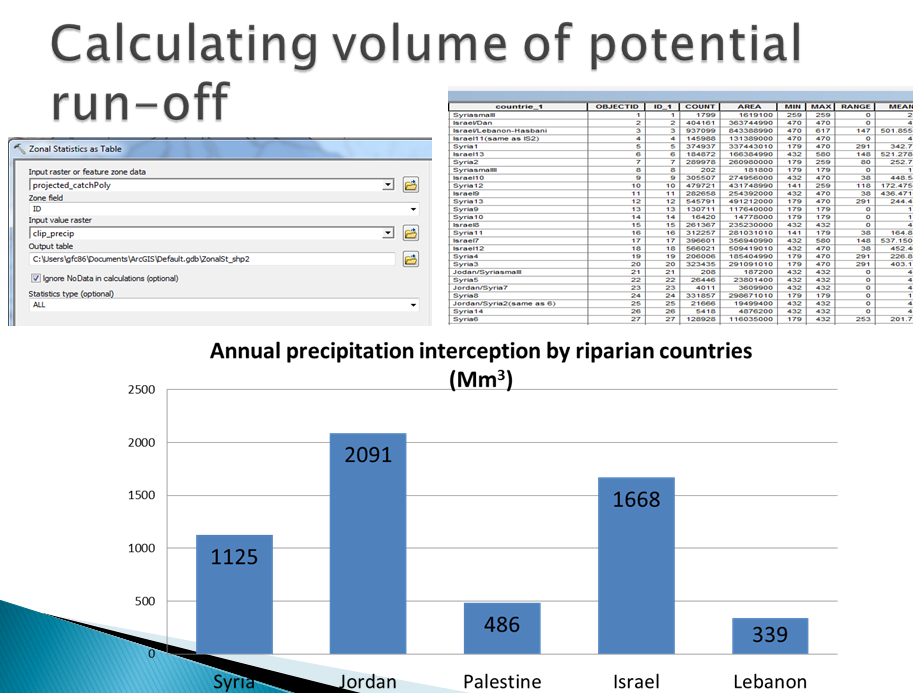 Calculating volume of potential
run-off
Zonal Statistics as Table
Input raster or feature zone data
projected_catchPoly
Zone field
ID
Input value raster
clip_precip
Output table
C:\Users\gfc86\Documents\ArcGIS\Default.gdb\ZonalSt_shp2
Ignore NoData in calculations (optional)
Statistics type (optional)
ALL
countrie_1 OBJECTID ID_1 COUNT AREA MIN MAX RANGE MEAN
Syriasmall 1 1 1799 1619100 259 259 0 2
Israel/Dan 2 2 404161 363744990 470 470 0 4
Israel/Lebanon-Hasbani 3 3 937099 843388990 470 617 147 501.855
Israel11(same as IS2) 4 4 145988 131389000 470 470 0 4
Syria1 5 5 374937 337443010 179 470 291 342.7
Israel13 6 6 184872 166384990 432 580 148 521.278
Syria2 7 7 289978 260980000 179 259 80 252.7
Syriasmallll 8 8 202 181800 179 179 0 1
Israel10 9 9 305507 274956000 432 470 38 448.5
Syria12 10 10 479721 431748990 141 259 118 172.475
Israel9 11 11 282658 254392000 432 470 38 436.471
Syria13 12 12 545791 491212000 179 470 291 244.4
Syria9 13 13 130711 117640000 179 179 0 1
Syria10 14 14 16420 14778000 179 179 0 1
Israel8 15 15 261367 235230000 432 432 0 4
Syria11 16 16 312257 281031010 141 179 38 164.8
Israel7 17 17 396601 356940990 432 580 148 537.150
Israel12 18 18 566021 509419010 432 470 38 452.4
Syria4 19 19 206006 185404990 179 470 291 226.8
Syria3 20 20 323435 291091010 179 470 291 403.1
Jodan/Syriasmall 21 21 208 187200 432 432 0 4
Syria5 22 22 26446 23801400 432 432 0 4
Jordan/Syria7 23 23 4011 3609900 432 432 0 4
Syria8 24 24 331857 298671010 179 179 0 1
Jordan/Syria2(same as 6) 25 25 21666 19499400 432 432 0 4
Syria14 26 26 5418 4876200 432 432 0 4
Syria6 27 27 128928 116035000 179 432 253 201.7
Annual precipitation interception by riparian countries
(Mm³)
2500
2000
1500
1000
500
0
1125
2091
486
1668
339
Syria Jordan Palestine Israel Lebanon